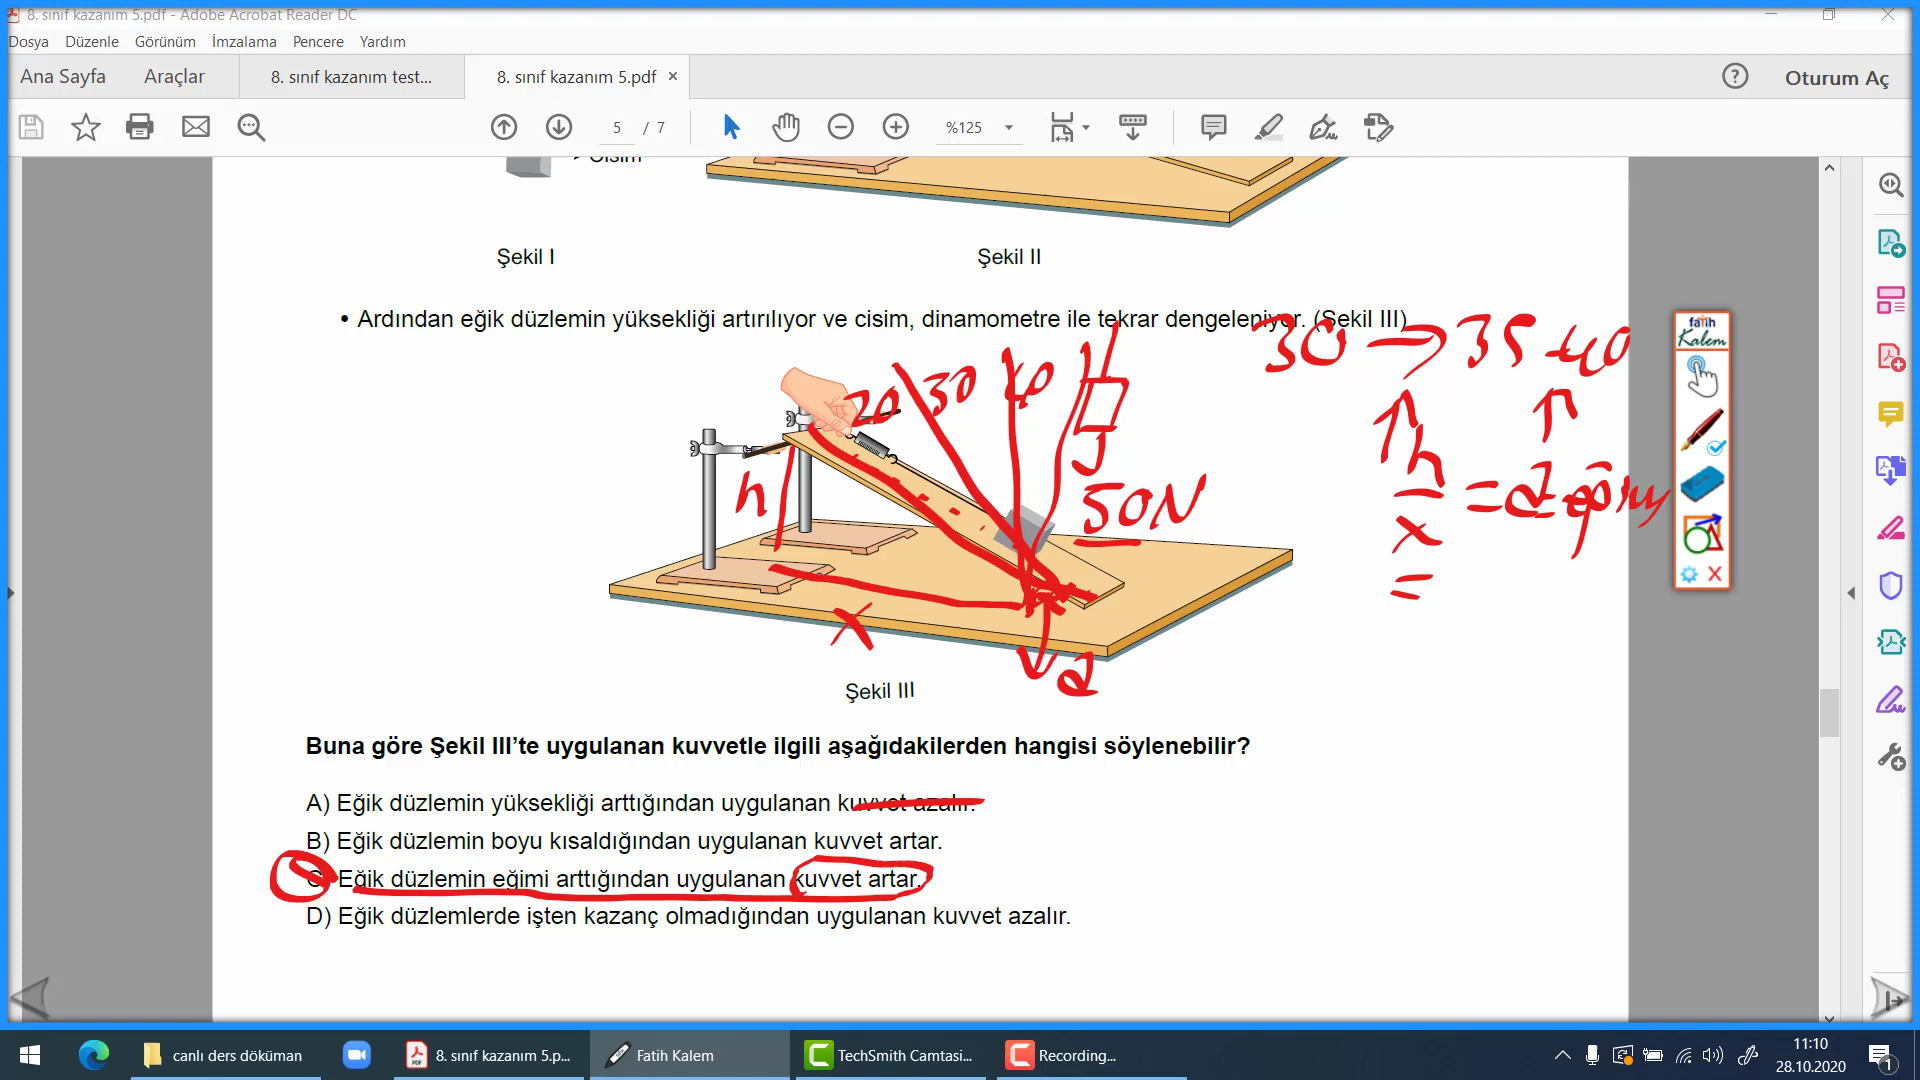 8. sınıf kazanım 5.pdf - Adobe Acrobat Reader DC
Dosya Düzenle Görünüm İmzalama Pencere Yardım
Ana Sayfa Araçlar 8. sınıf kazanım test... 8. sınıf kazanım 5.pdf × Oturum Aç
5 / 7 %125
Cisim
Şekil I Şekil II
• Ardından eğik düzlemin yüksekliği artırılıyor ve cisim, dinamometre ile tekrar dengeleniyor. (Şekil III)
30 → 35 40
20 30 40
fatih Kalem
h
h
x
=
50N
x
a
Şekil III
Buna göre Şekil III’te uygulanan kuvvetle ilgili aşağıdakilerden hangisi söylenebilir?
A) Eğik düzlemin yüksekliği arttığından uygulanan kuvvet azalır.
B) Eğik düzlemin boyu kısaldığından uygulanan kuvvet artar.
C) Eğik düzlemin eğimi arttığından uygulanan kuvvet artar.
D) Eğik düzlemlerde işten kazanç olmadığından uygulanan kuvvet azalır.
canlı ders döküman 8. sınıf kazanım 5.p... Fatih Kalem TechSmith Camtasi... Recording...
11:10
28.10.2020
1